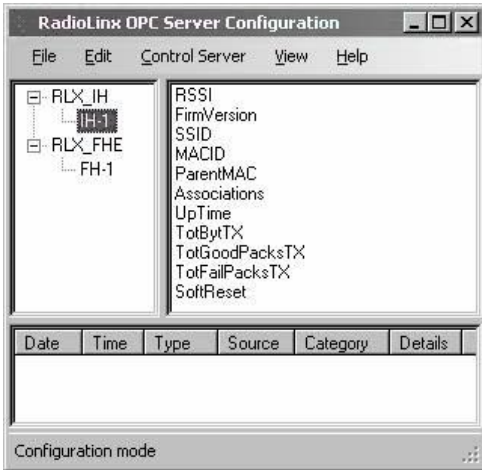 RadioLinx OPC Server Configuration
File Edit Control Server View Help
RLX_IH
IH-1
RLX_FHE
FH-1
RSSI
FirmVersion
SSID
MACID
ParentMAC
Associations
UpTime
TotBytTX
TotGoodPacksTX
TotFailPacksTX
SoftReset
Date Time Type Source Category Details
Configuration mode